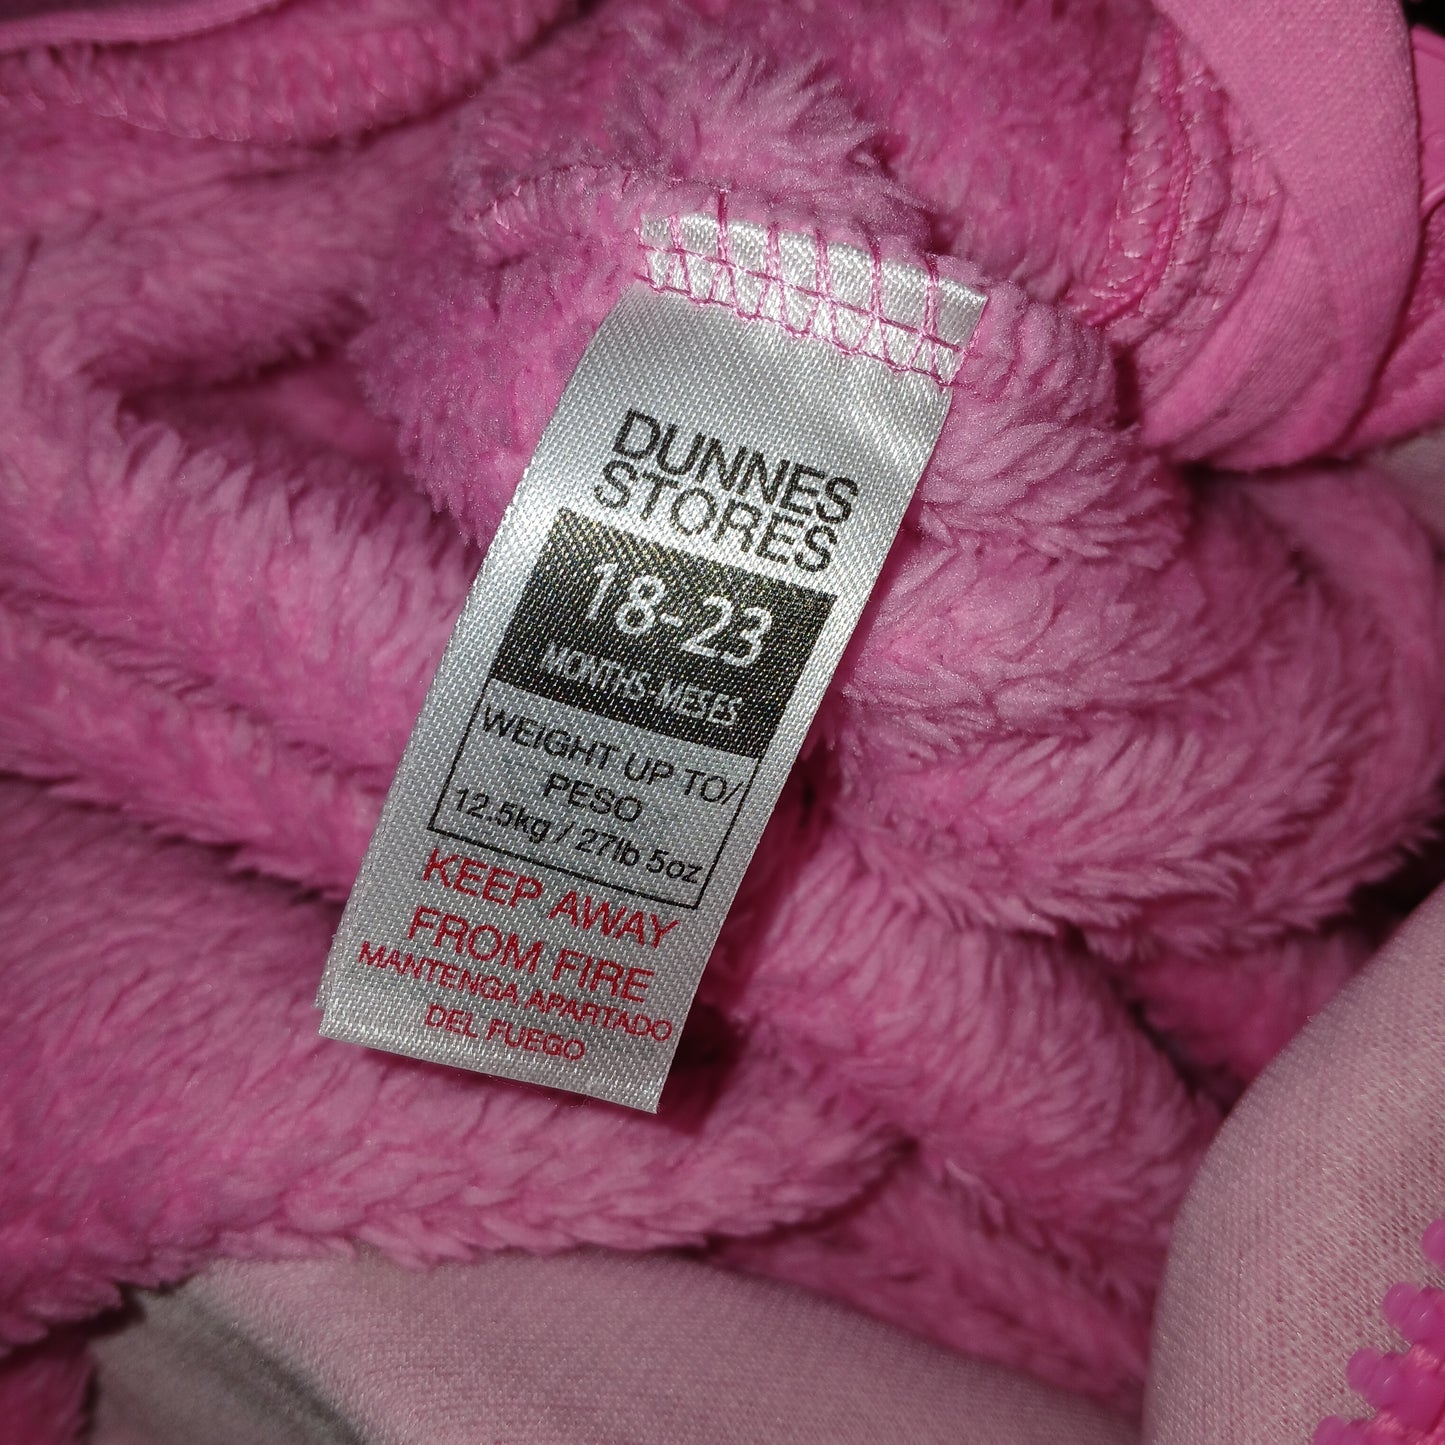 DUNNES
STORES
18-23
MONTHS-MESES
WEIGHT UP TO/
PESO
12.5kg / 27lb 5oz
KEEP AWAY
FROM FIRE
MANTENGA APARTADO
DEL FUEGO